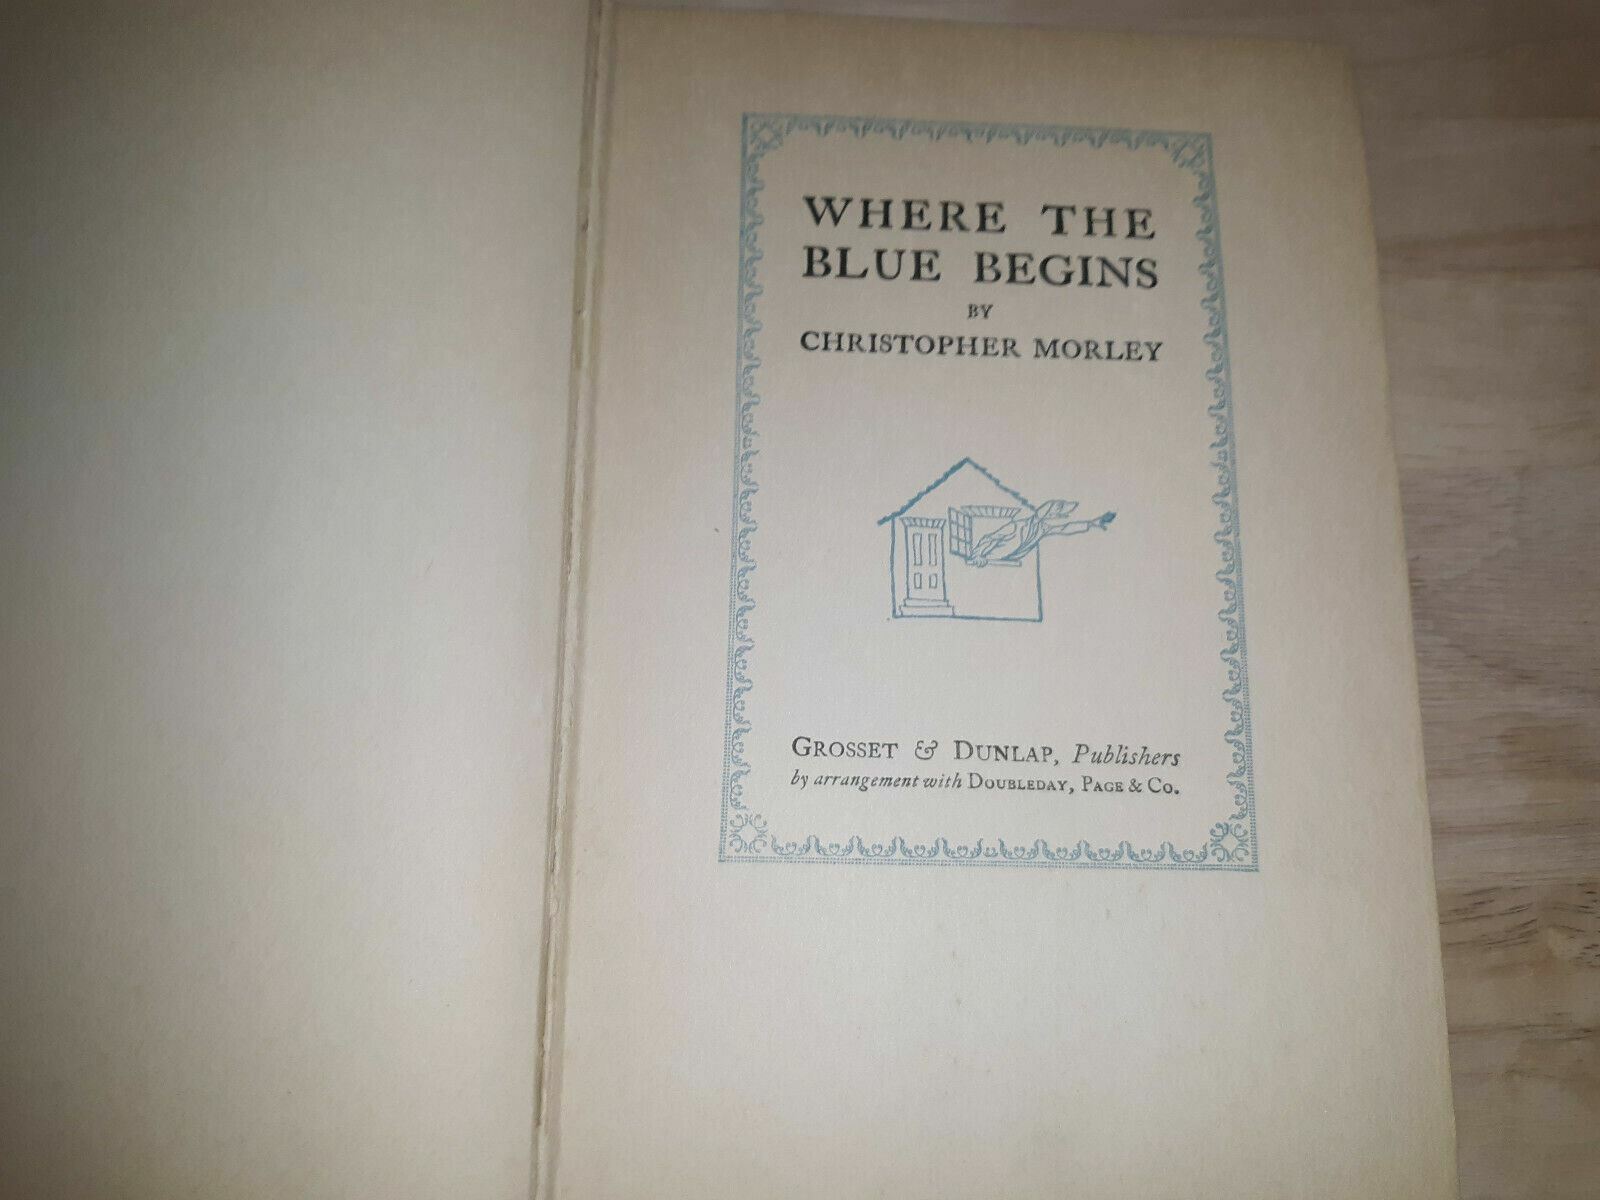 WHERE THE
BLUE BEGINS
BY
CHRISTOPHER MORLEY
GROSSET & DUNLAP, Publishers
by arrangement with DOUBLEDAY, PAGE & CO.